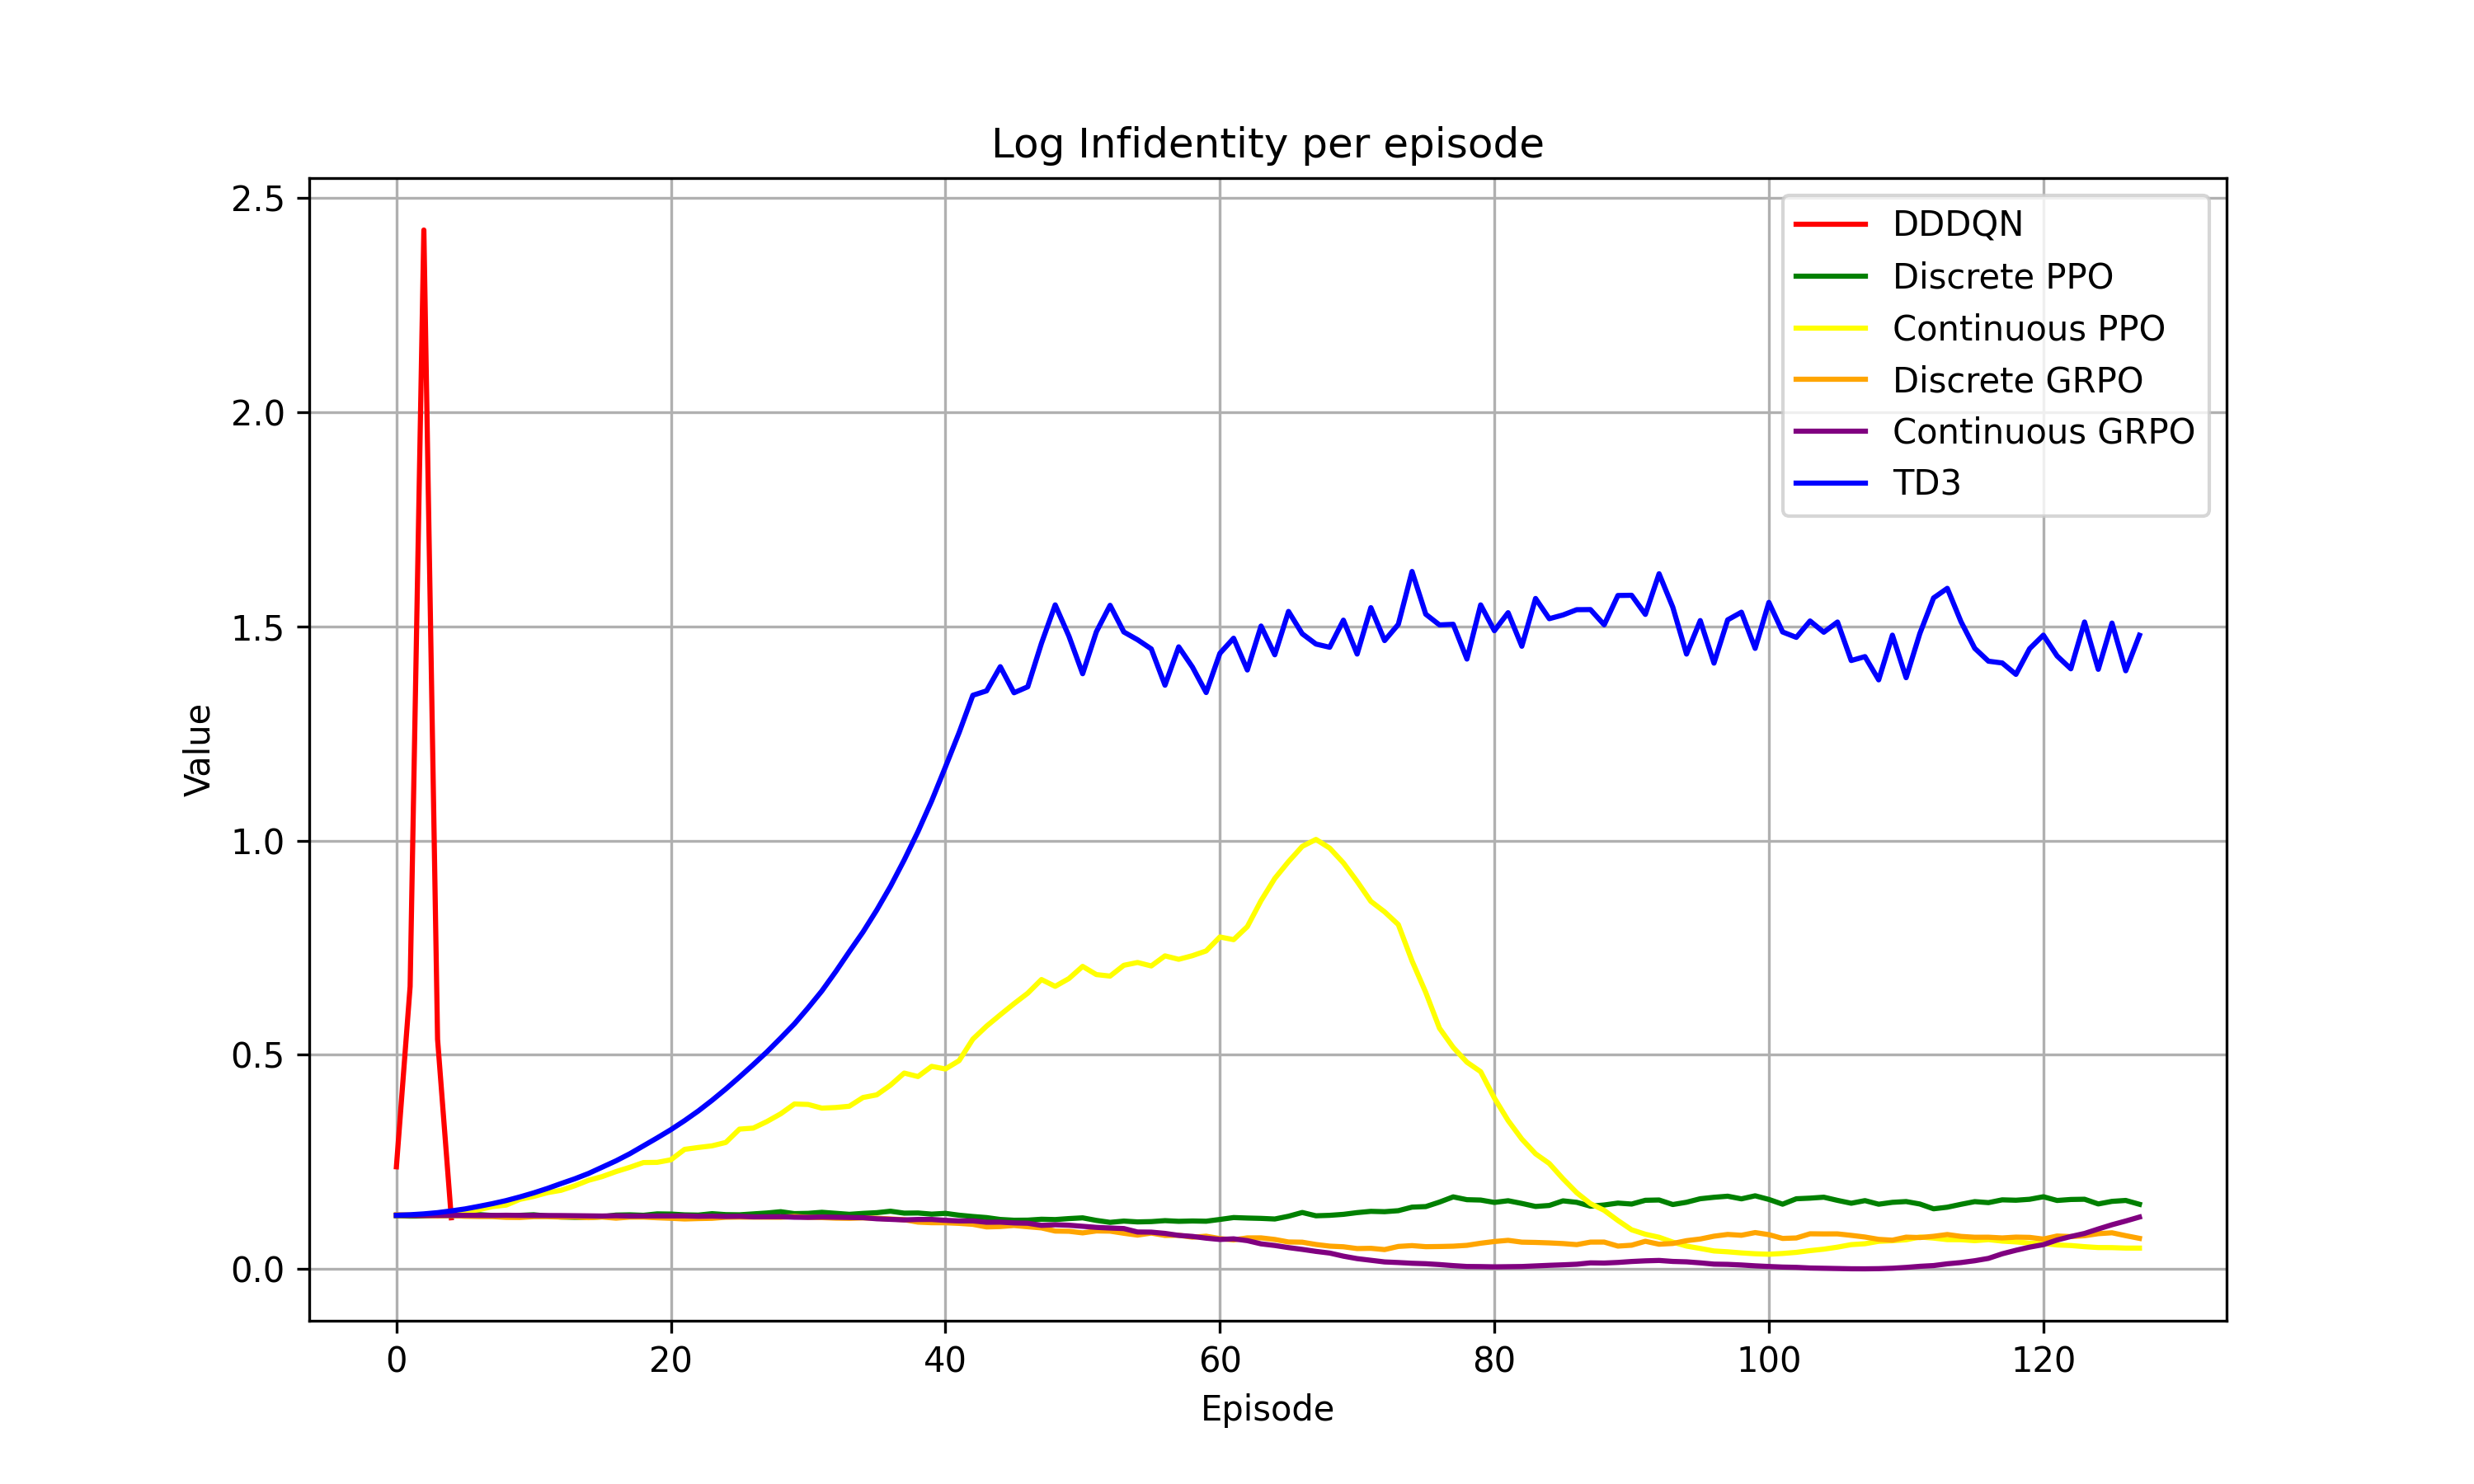 Log Infidentity per episode
2.5
2.0
1.5
1.0
0.5
0.0
Value
0 20 40 60 80 100 120
Episode
DDDQN
Discrete PPO
Continuous PPO
Discrete GRPO
Continuous GRPO
TD3